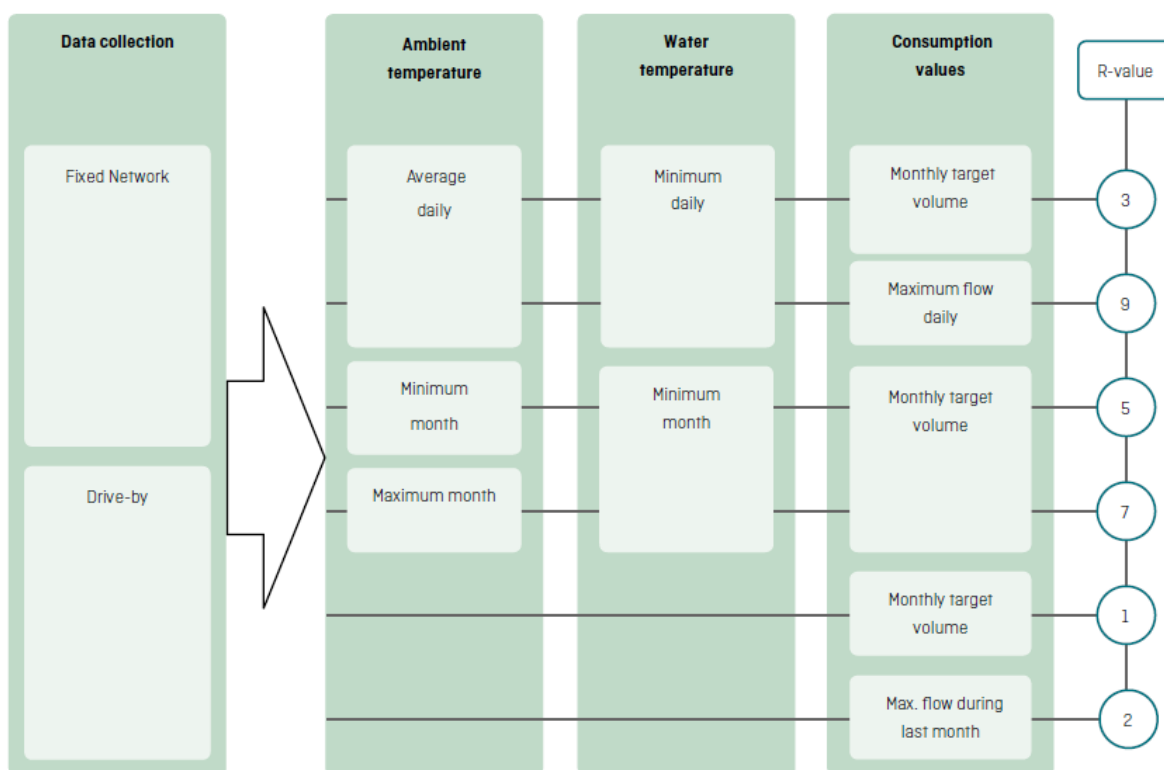 Data collection
Ambient
temperature
Water
temperature
Consumption
values
R-value
Fixed Network
Average
daily
Minimum
daily
Monthly target
volume
3
Maximum flow
daily
9
Minimum
month
Minimum
month
Monthly target
volume
5
Drive-by
Maximum month
7
Monthly target
volume
1
Max. flow during
last month
2